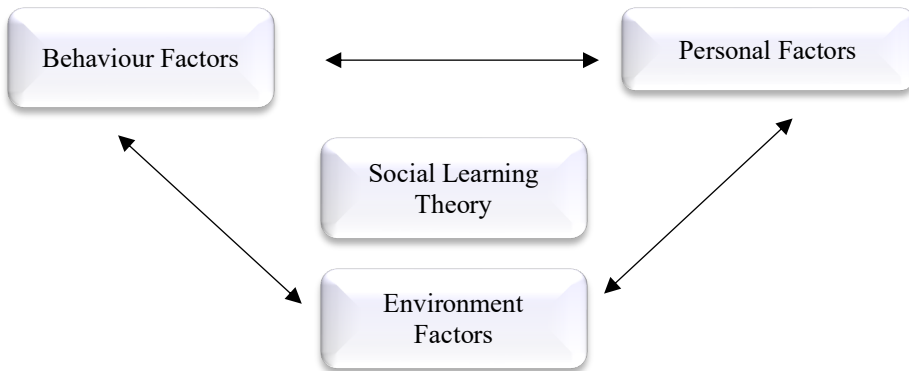 Behaviour Factors
Personal Factors
Social Learning
Theory
Environment
Factors